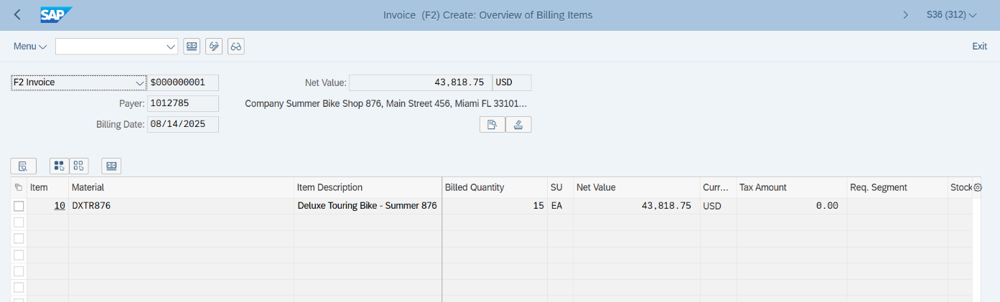 SAP Invoice (F2) Create: Overview of Billing Items S36 (312)
Menu Exit
F2 Invoice $000000001 Net Value: 43,818.75 USD
Payer: 1012785 Company Summer Bike Shop 876, Main Street 456, Miami FL 33101...
Billing Date: 08/14/2025
Item Material Item Description Billed Quantity SU Net Value Curr... Tax Amount Req. Segment Stock
10 DXTR876 Deluxe Touring Bike - Summer 876 15 EA 43,818.75 USD 0.00